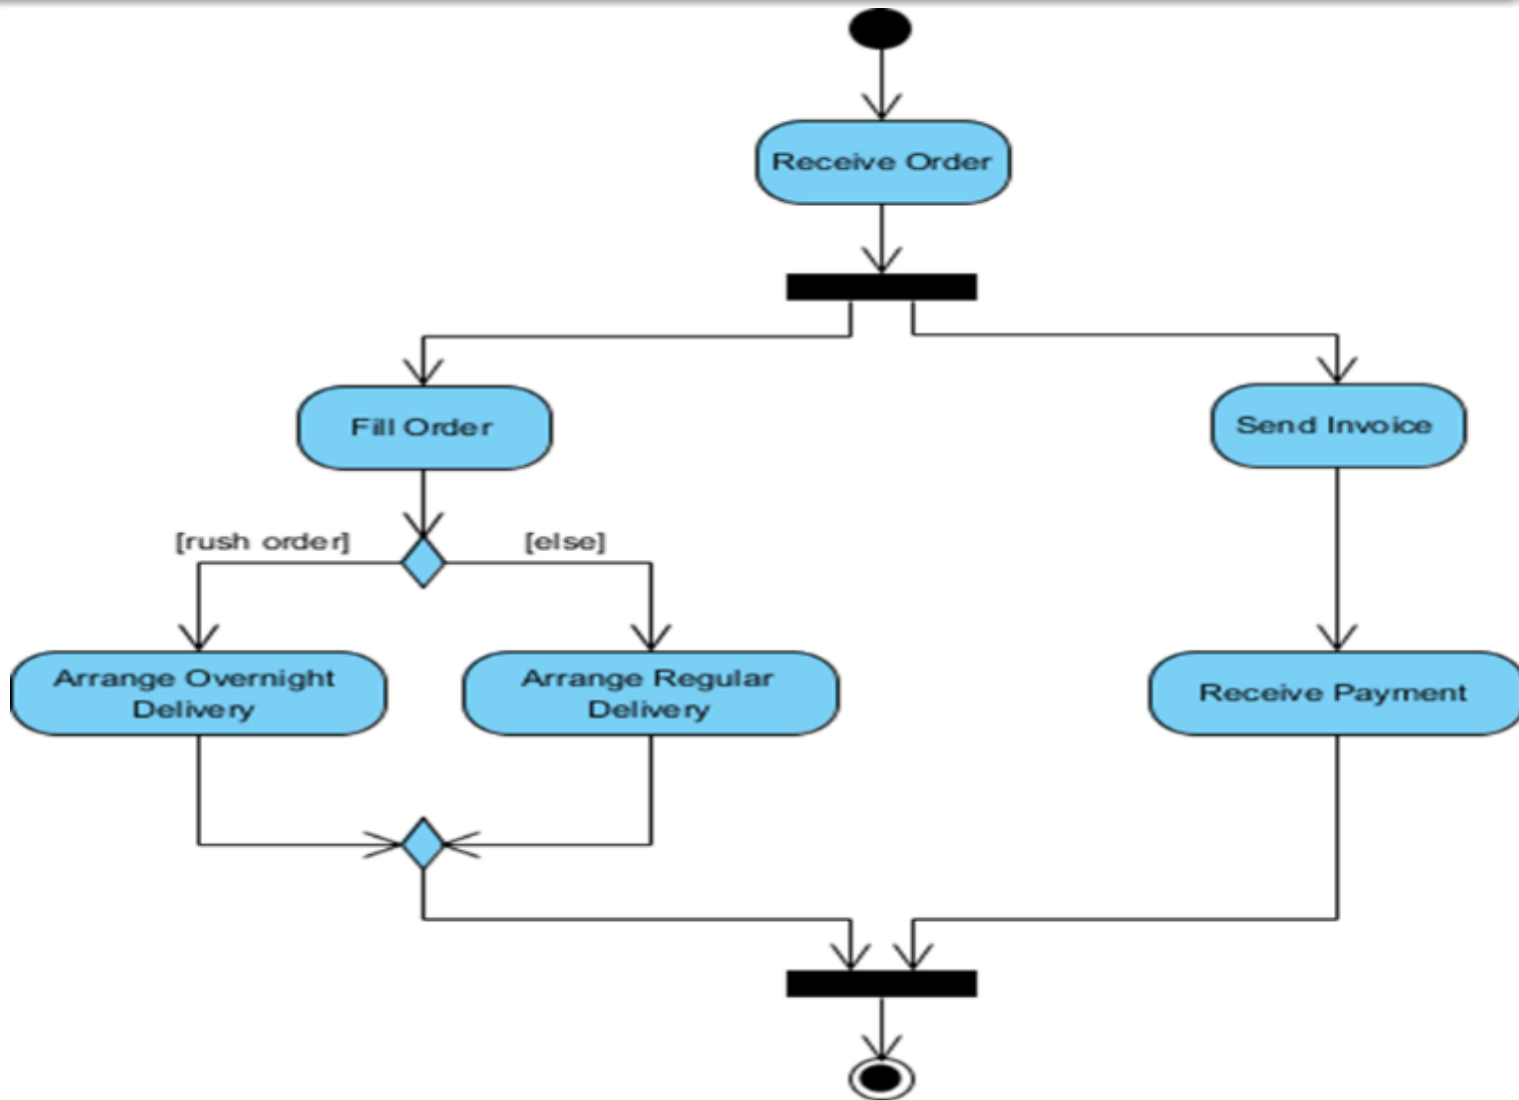 Receive Order
Fill Order
Send Invoice
[rush order]
[else]
Arrange Overnight
Delivery
Arrange Regular
Delivery
Receive Payment